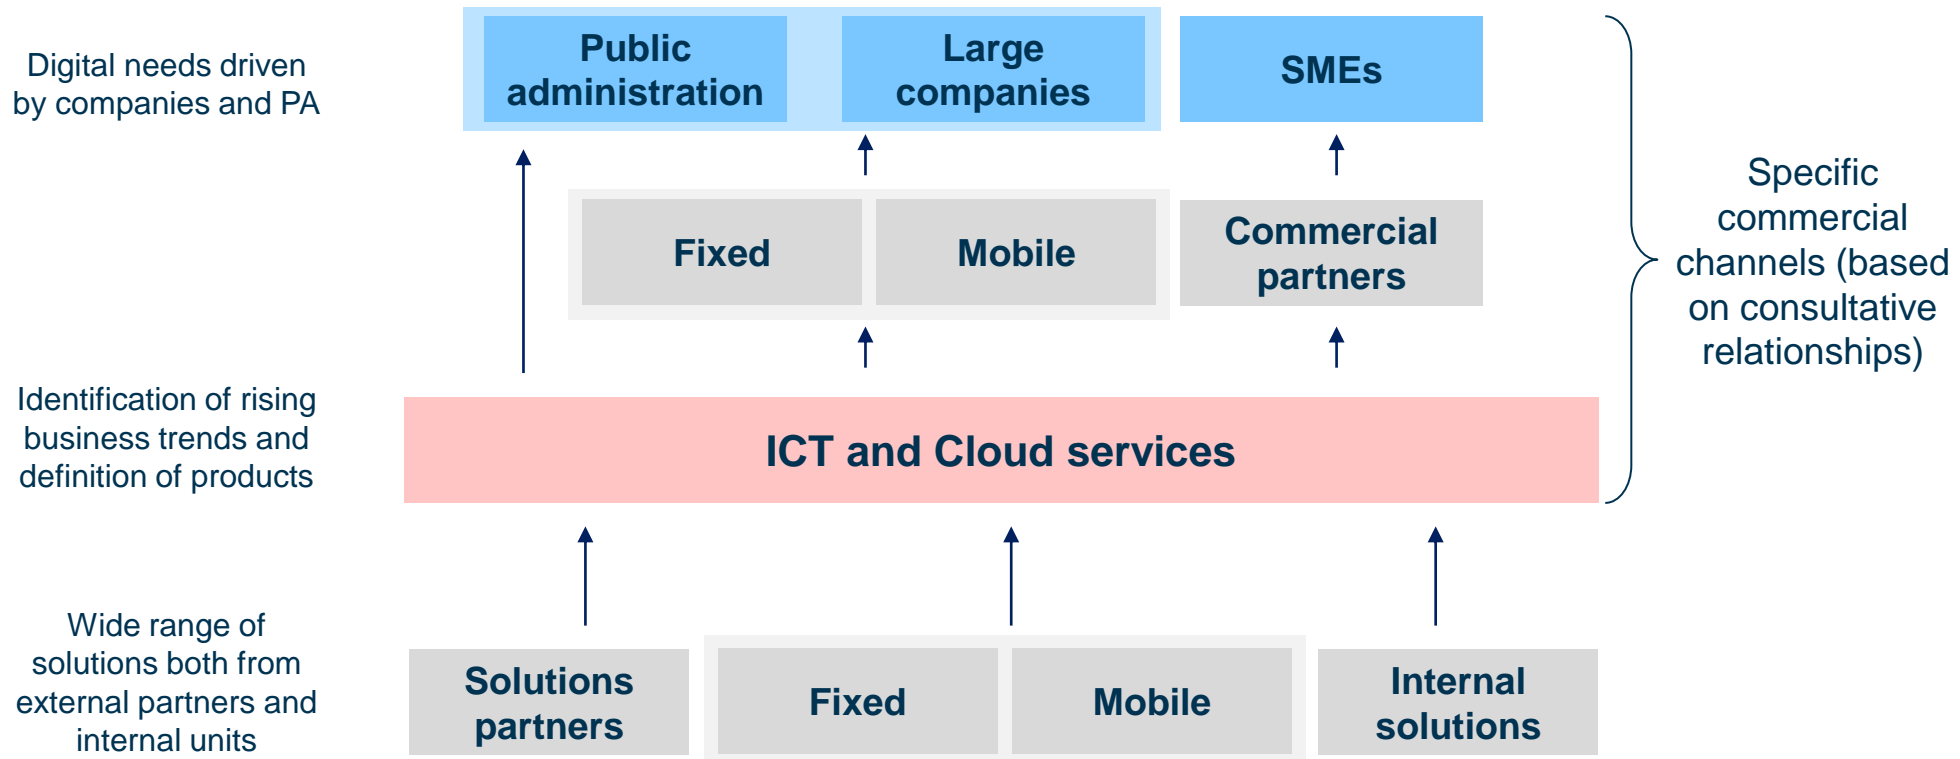 Digital needs driven
by companies and PA
Public
administration
Large
companies
SMEs
Fixed
Mobile
Commercial
partners
Specific
commercial
channels (based
on consultative
relationships)
Identification of rising
business trends and
definition of products
ICT and Cloud services
Wide range of
solutions both from
external partners and
internal units
Solutions
partners
Fixed
Mobile
Internal
solutions